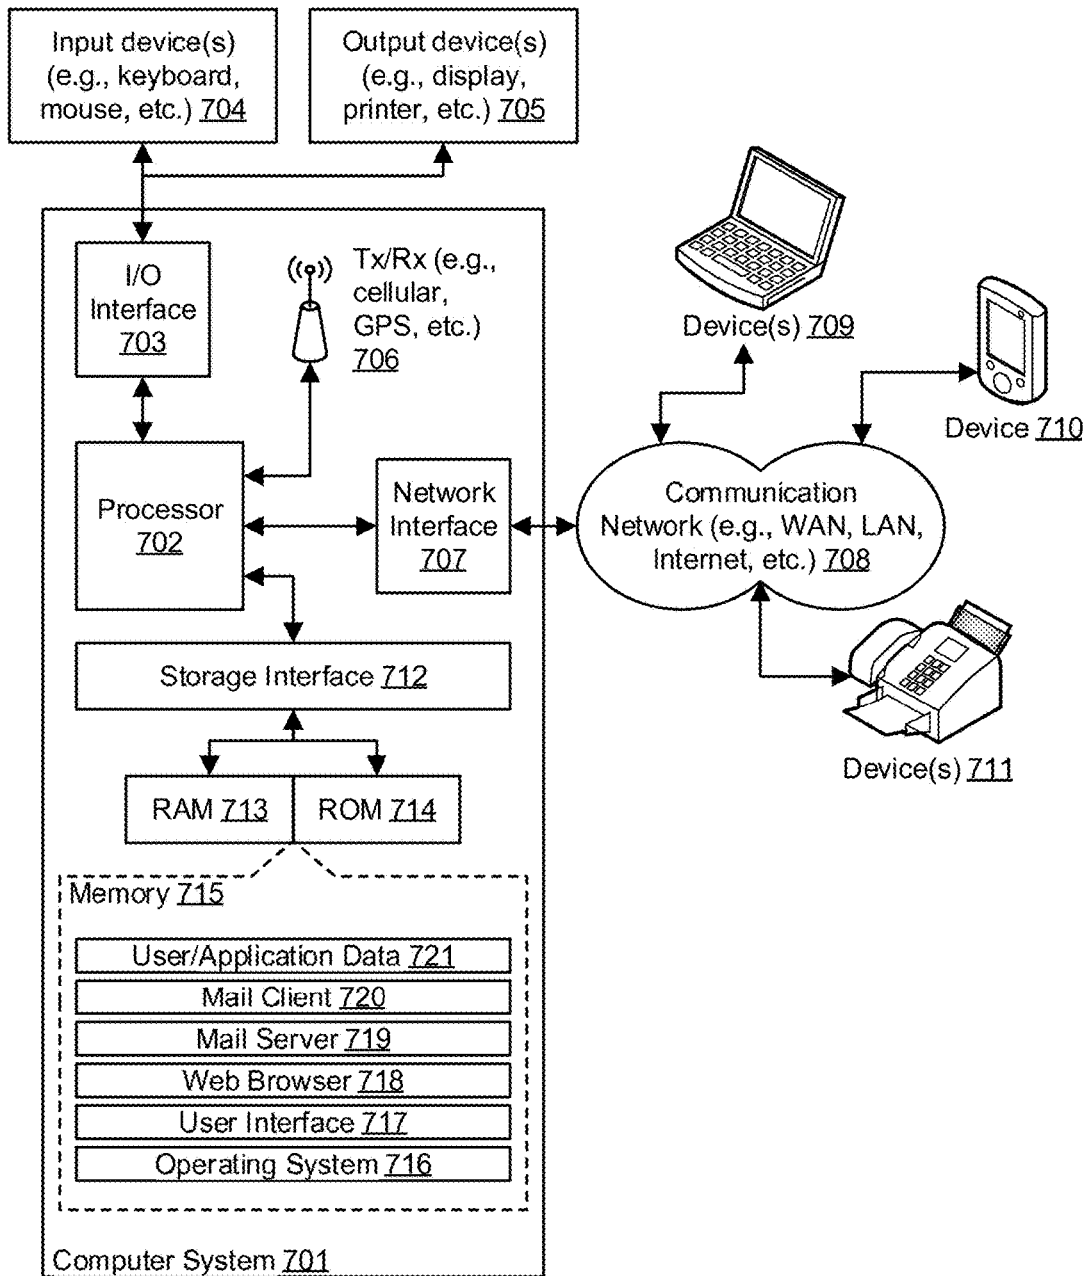 Input device(s)
(e.g., keyboard,
mouse, etc.) 704
Output device(s)
(e.g., display,
printer, etc.) 705
I/O
Interface
703
Tx/Rx (e.g.,
cellular,
GPS, etc.)
706
Device(s) 709
Device 710
Processor
702
Network
Interface
707
Communication
Network (e.g., WAN, LAN,
Internet, etc.) 708
Storage Interface 712
Device(s) 711
RAM 713
ROM 714
Memory 715
User/Application Data 721
Mail Client 720
Mail Server 719
Web Browser 718
User Interface 717
Operating System 716
Computer System 701